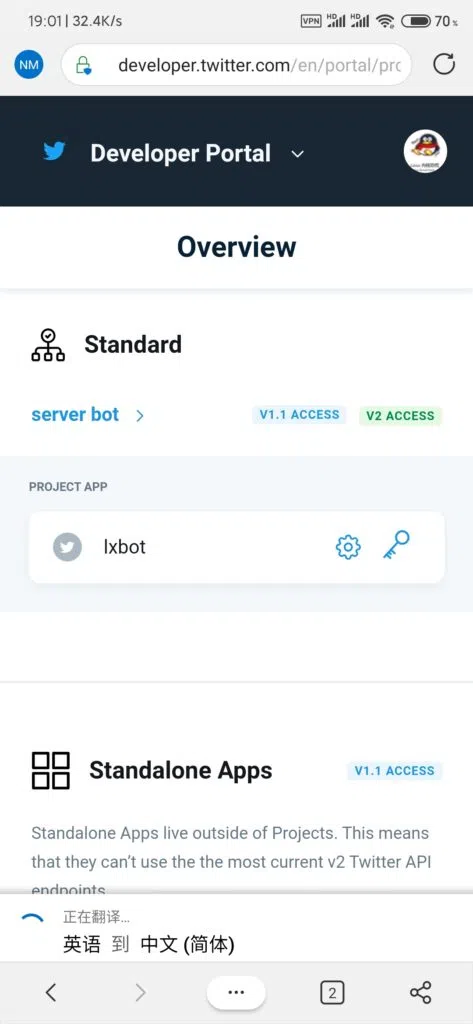 19:01 | 32.4K/s
VPN HD HD 70%
NM developer.twitter.com/en/portal/prc
Developer Portal
Overview
Standard
server bot
V1.1 ACCESS V2 ACCESS
PROJECT APP
lxbot
Standalone Apps
V1.1 ACCESS
Standalone Apps live outside of Projects. This means
that they can't use the the most current v2 Twitter API
endpoints
正在翻译...
英语 到 中文 (简体)
2